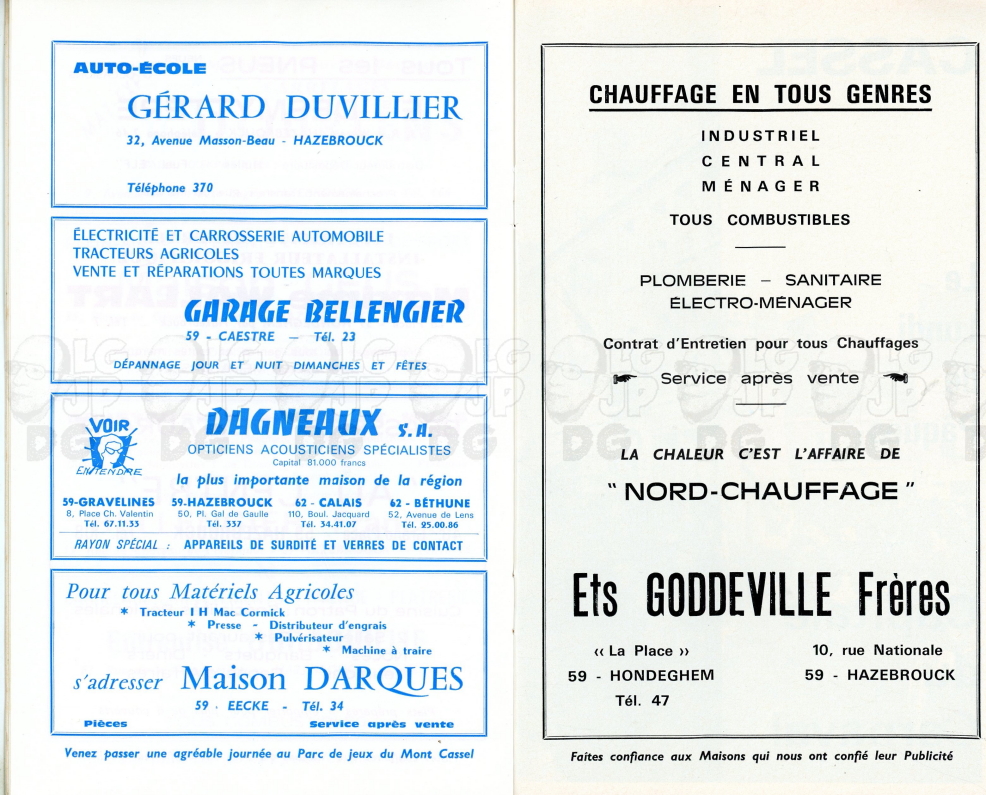 AUTO-ÉCOLE
GÉRARD DUVILLIER
32, Avenue Masson-Beau - HAZEBROUCK
Téléphone 370
ÉLECTRICITÉ ET CARROSSERIE AUTOMOBILE
TRACTEURS AGRICOLES
VENTE ET RÉPARATIONS TOUTES MARQUES
GARAGE BELLENGIER
59 - CAESTRE — Tél. 23
DÉPANNAGE JOUR ET NUIT DIMANCHES ET FÊTES
VOIR
ENTENDRE
DAGNEAUX S.A.
OPTICIENS ACOUSTICIENS SPÉCIALISTES
Capital 81.000 francs
la plus importante maison de la région
59-GRAVELINES 59-HAZEBROUCK 62 - CALAIS 62 - BÉTHUNE
8, Place Ch. Valentin 50, Pl. Gal de Gaulle 110, Boul. Jacquard 52, Avenue de Lens
Tél. 67.11.33 Tél. 337 Tél. 34.41.07 Tél. 25.00.86
RAYON SPÉCIAL : APPAREILS DE SURDITÉ ET VERRES DE CONTACT
Pour tous Matériels Agricoles
* Tracteur I H Mac Cormick
* Presse - Distributeur d'engrais
* Pulvérisateur
* Machine à traire
s'adresser Maison DARQUES
59 - EECKE - Tél. 34
Pièces Service après vente
Venez passer une agréable journée au Parc de jeux du Mont Cassel
CHAUFFAGE EN TOUS GENRES
INDUSTRIEL
CENTRAL
MÉNAGER
TOUS COMBUSTIBLES
PLOMBERIE – SANITAIRE
ÉLECTRO-MÉNAGER
Contrat d'Entretien pour tous Chauffages
Service après vente
LA CHALEUR C'EST L'AFFAIRE DE
" NORD-CHAUFFAGE "
Ets GODDEVILLE Frères
« La Place » 10, rue Nationale
59 - HONDEGHEM 59 - HAZEBROUCK
Tél. 47
Faites confiance aux Maisons qui nous ont confié leur Publicité
LG JP DG